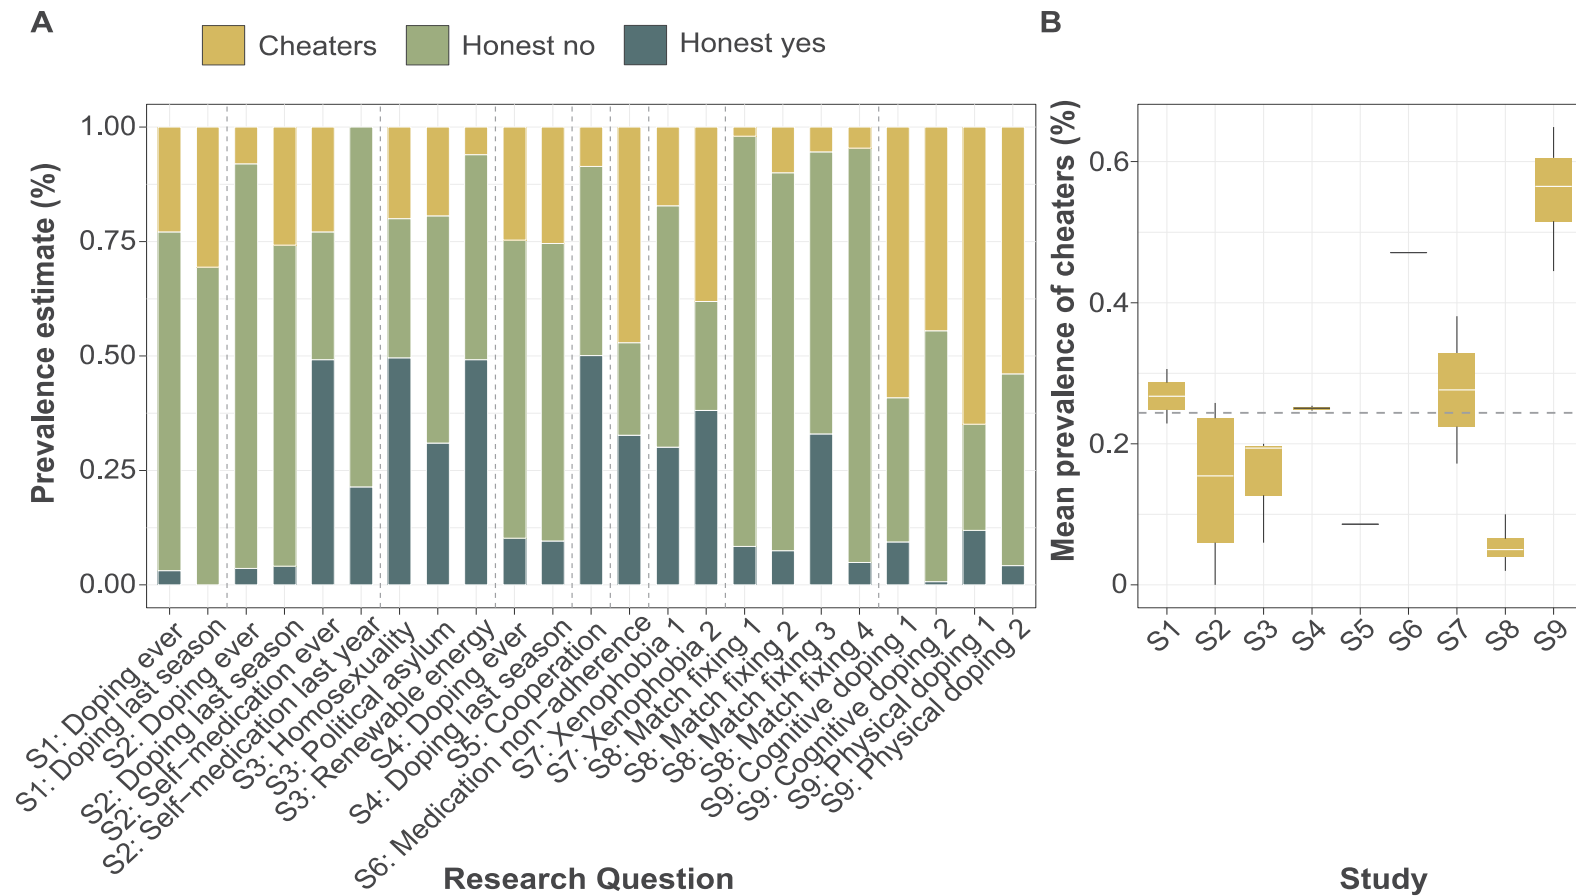 A
B
Cheaters
Honest no
Honest yes
Prevalence estimate (%)
1.00
0.75
0.50
0.25
0.00
S1: Doping ever
S1: Doping last season
S2: Doping ever
S2: Doping last season
S2: Self−medication ever
S2: Self−medication last year
S3: Homosexuality
S3: Political asylum
S3: Renewable energy
S4: Doping ever
S4: Doping last season
S5: Cooperation
S6: Medication non−adherence
S7: Xenophobia 1
S7: Xenophobia 2
S8: Match fixing 1
S8: Match fixing 2
S8: Match fixing 3
S8: Match fixing 4
S9: Cognitive doping 1
S9: Cognitive doping 2
S9: Physical doping 1
S9: Physical doping 2
Research Question
Mean prevalence of cheaters (%)
0.6
0.4
0.2
0
S1
S2
S3
S4
S5
S6
S7
S8
S9
Study